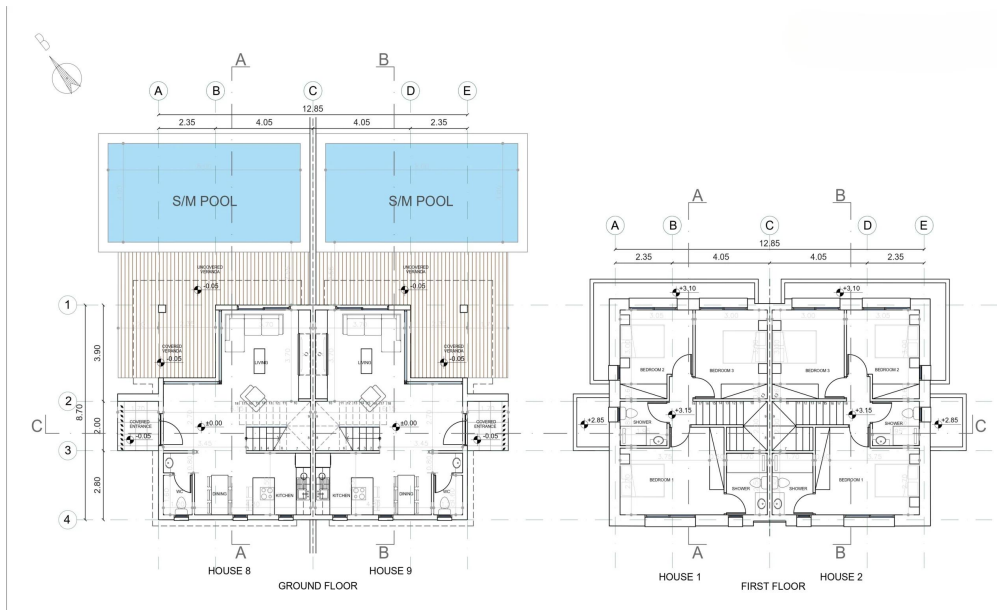 B
A
B
A
B
C
D
E
12.85
2.35
4.05
4.05
2.35
S/M POOL
S/M POOL
UNCOVERED
VERANDA
-0.05
UNCOVERED
VERANDA
-0.05
1
COVERED
VERANDA
-0.05
COVERED
VERANDA
-0.05
LIVING
LIVING
3.90
8.70
2
2.00
C
COVERED
ENTRANCE
-0.05
±0.00
±0.00
COVERED
ENTRANCE
-0.05
3
2.80
WC
DINING
KITCHEN
KITCHEN
DINING
WC
4
A
B
HOUSE 8
HOUSE 9
GROUND FLOOR
A
B
A
B
C
D
E
12.85
2.35
4.05
4.05
2.35
+3,10
+3,10
BEDROOM 2
BEDROOM 3
BEDROOM 3
BEDROOM 2
+2.85
SHOWER
+3.15
+3.15
SHOWER
+2.85
C
BEDROOM 1
SHOWER
SHOWER
BEDROOM 1
A
B
HOUSE 1
HOUSE 2
FIRST FLOOR